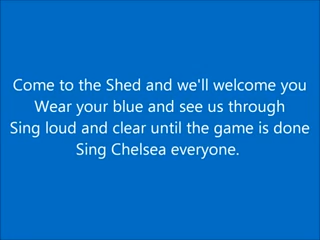 Come to the Shed and we'll welcome you
Wear your blue and see us through
Sing loud and clear until the game is done
Sing Chelsea everyone.